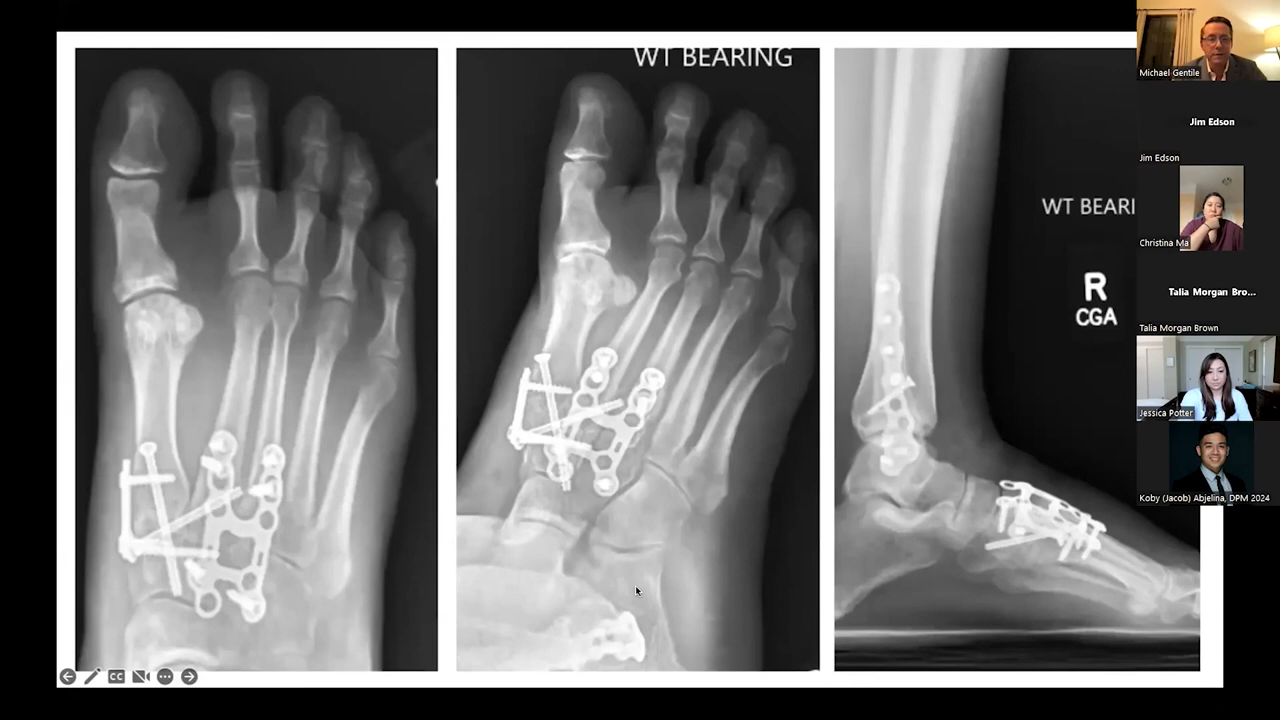 WT BEARING
WT BEARI
R
CGA
Michael Gentile
Jim Edson
Jim Edson
Christina Ma
Talia Morgan Bro...
Talia Morgan Brown
Jessica Potter
Koby (Jacob) Abjelina, DPM 2024
CC